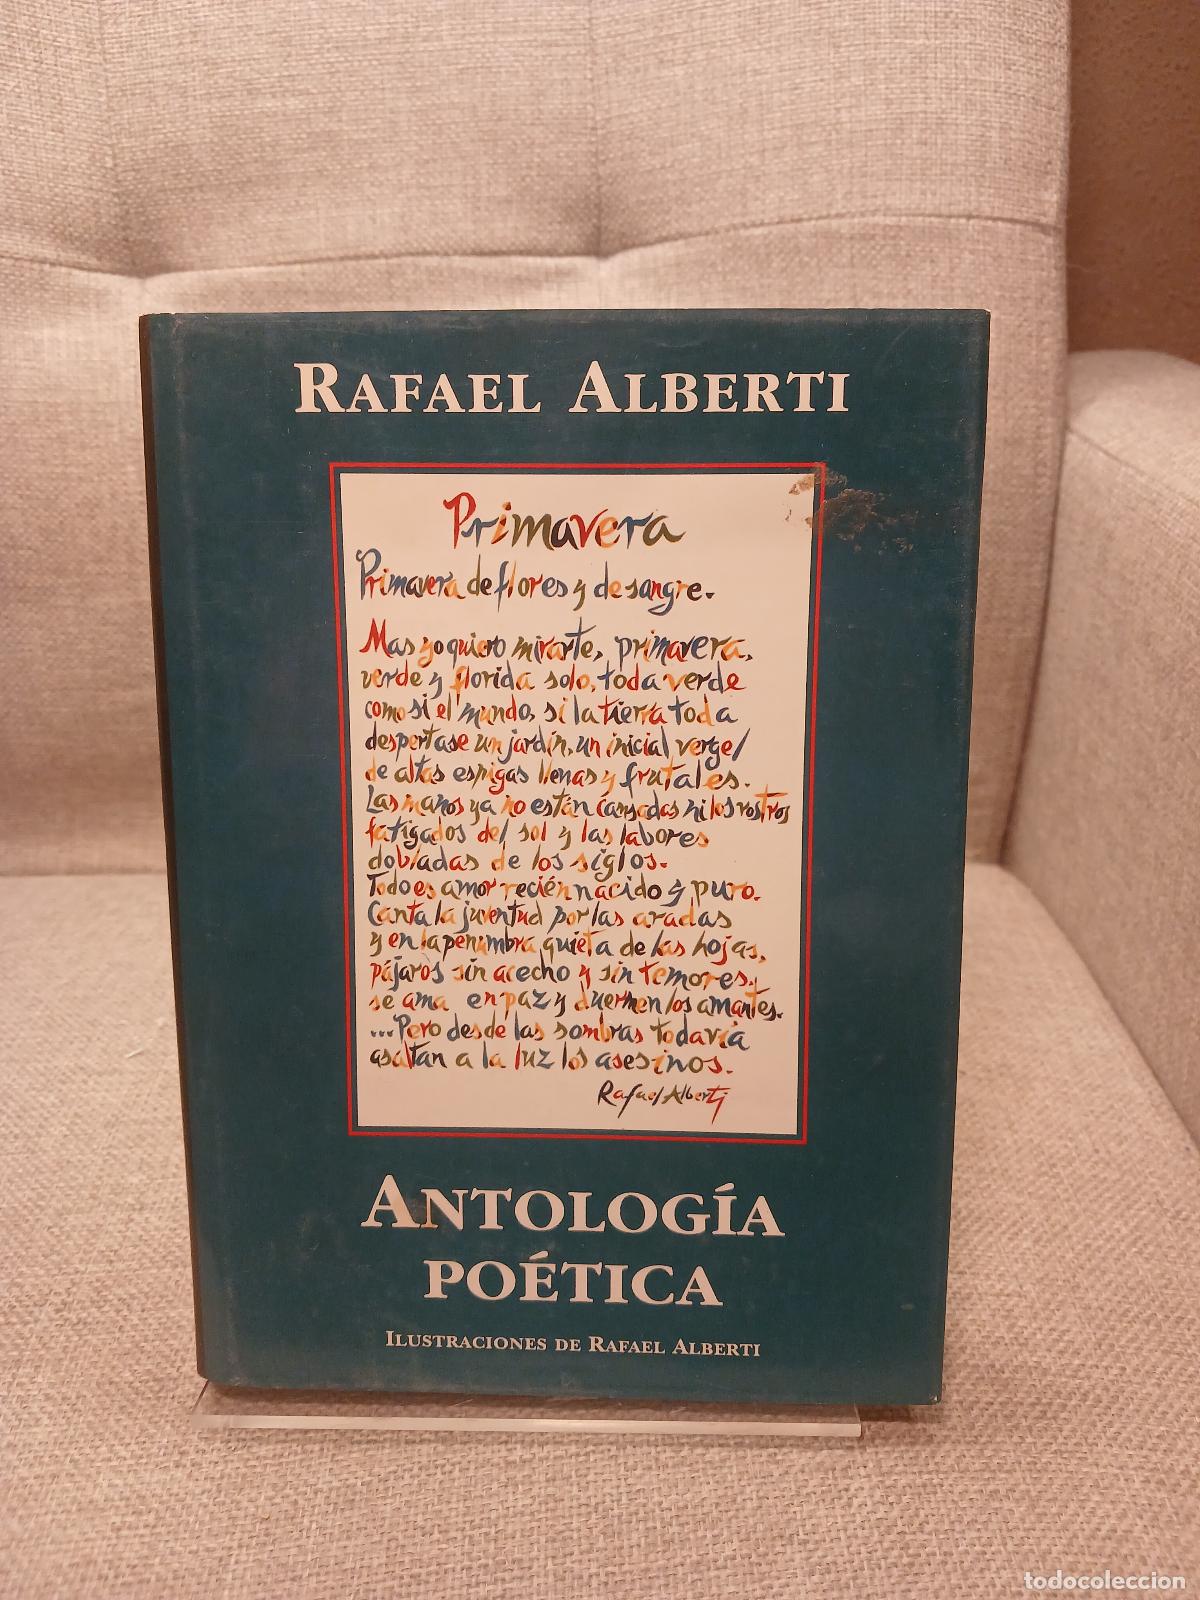 RAFAEL ALBERTI
Primavera
Primavera de flores y de sangre.
Mas yo quiero mirarte, primavera,
verde y florida solo, toda verde
como si el mundo, si la tierra toda
despertase un jardín, un inicial vergel
de altas espigas llenas y frutales.
Las manos ya no están cansadas ni los rostros
fatigados del sol y las labores
dobladas de los siglos.
Todo es amor recién nacido y puro.
Canta la juventud por las aradas
y en la penumbra quieta de las hojas,
pájaros sin acecho y sin temores,
se ama en paz y duermen los amantes.
...Pero desde las sombras todavía
asaltan a la luz los asesinos.
Rafael Alberti
ANTOLOGÍA
POÉTICA
ILUSTRACIONES DE RAFAEL ALBERTI
todocoleccion